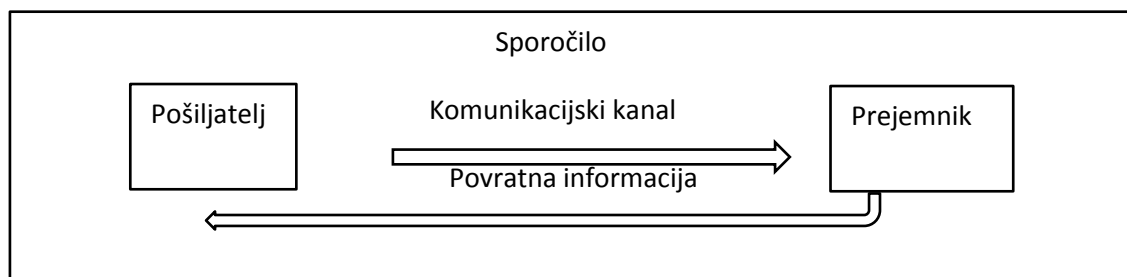 Sporočilo
Pošiljatelj
Komunikacijski kanal
Prejemnik
Povratna informacija